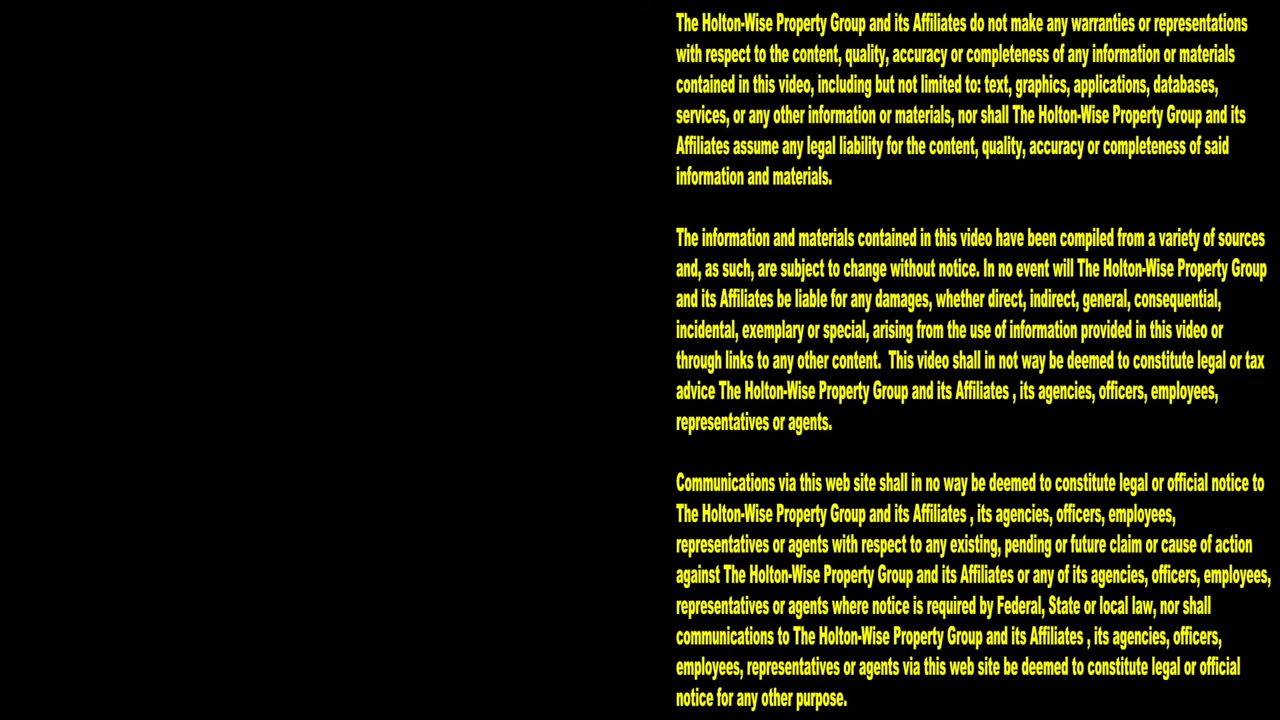 The Holton-Wise Property Group and its Affiliates do not make any warranties or representations
with respect to the content, quality, accuracy or completeness of any information or materials
contained in this video, including but not limited to: text, graphics, applications, databases,
services, or any other information or materials, nor shall The Holton-Wise Property Group and its
Affiliates assume any legal liability for the content, quality, accuracy or completeness of said
information and materials.
The information and materials contained in this video have been compiled from a variety of sources
and, as such, are subject to change without notice. In no event will The Holton-Wise Property Group
and its Affiliates be liable for any damages, whether direct, indirect, general, consequential,
incidental, exemplary or special, arising from the use of information provided in this video or
through links to any other content.  This video shall in not way be deemed to constitute legal or tax
advice The Holton-Wise Property Group and its Affiliates , its agencies, officers, employees,
representatives or agents.
Communications via this web site shall in no way be deemed to constitute legal or official notice to
The Holton-Wise Property Group and its Affiliates , its agencies, officers, employees,
representatives or agents with respect to any existing, pending or future claim or cause of action
against The Holton-Wise Property Group and its Affiliates or any of its agencies, officers, employees,
representatives or agents where notice is required by Federal, State or local law, nor shall
communications to The Holton-Wise Property Group and its Affiliates , its agencies, officers,
employees, representatives or agents via this web site be deemed to constitute legal or official
notice for any other purpose.